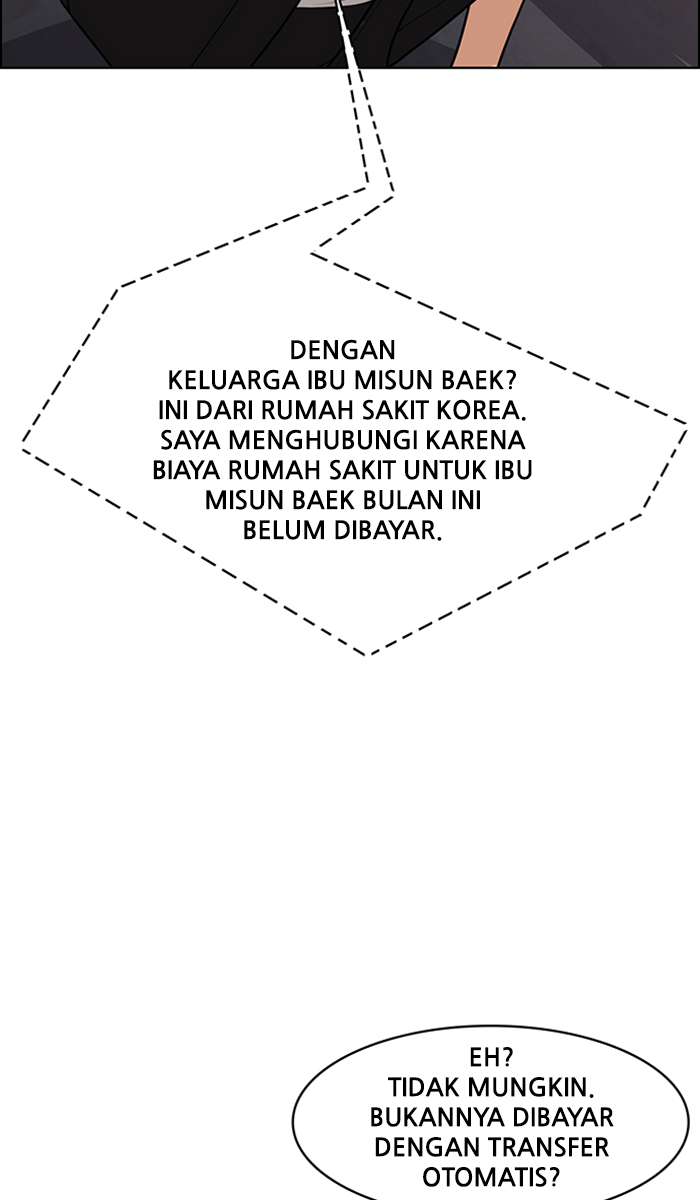 DENGAN
KELUARGA IBU MISUN BAEK?
INI DARI RUMAH SAKIT KOREA.
SAYA MENGHUBUNGI KARENA
BIAYA RUMAH SAKIT UNTUK IBU
MISUN BAEK BULAN INI
BELUM DIBAYAR.
EH?
TIDAK MUNGKIN.
BUKANNYA DIBAYAR
DENGAN TRANSFER
OTOMATIS?